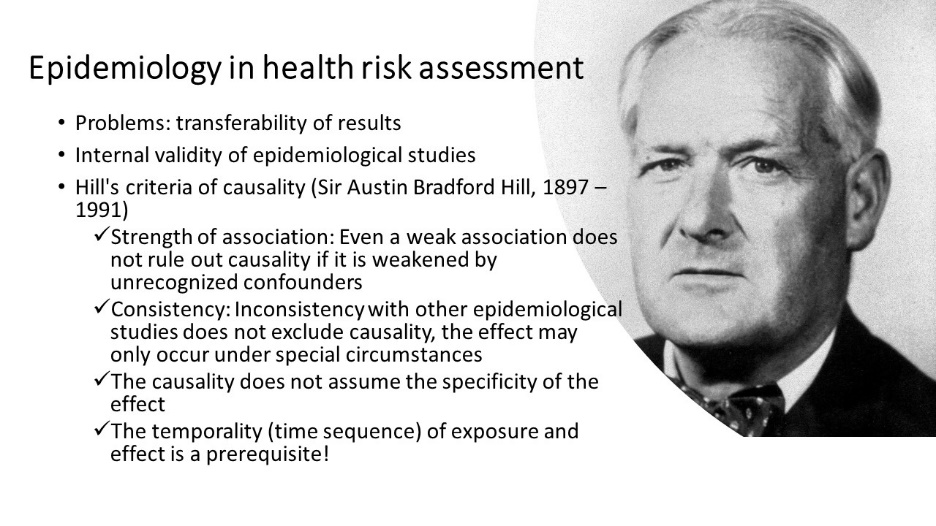 Epidemiology in health risk assessment
• Problems: transferability of results
• Internal validity of epidemiological studies
• Hill's criteria of causality (Sir Austin Bradford Hill, 1897 –
1991)
✓Strength of association: Even a weak association does
not rule out causality if it is weakened by
unrecognized confounders
✓Consistency: Inconsistency with other epidemiological
studies does not exclude causality, the effect may
only occur under special circumstances
✓The causality does not assume the specificity of the
effect
✓The temporality (time sequence) of exposure and
effect is a prerequisite!